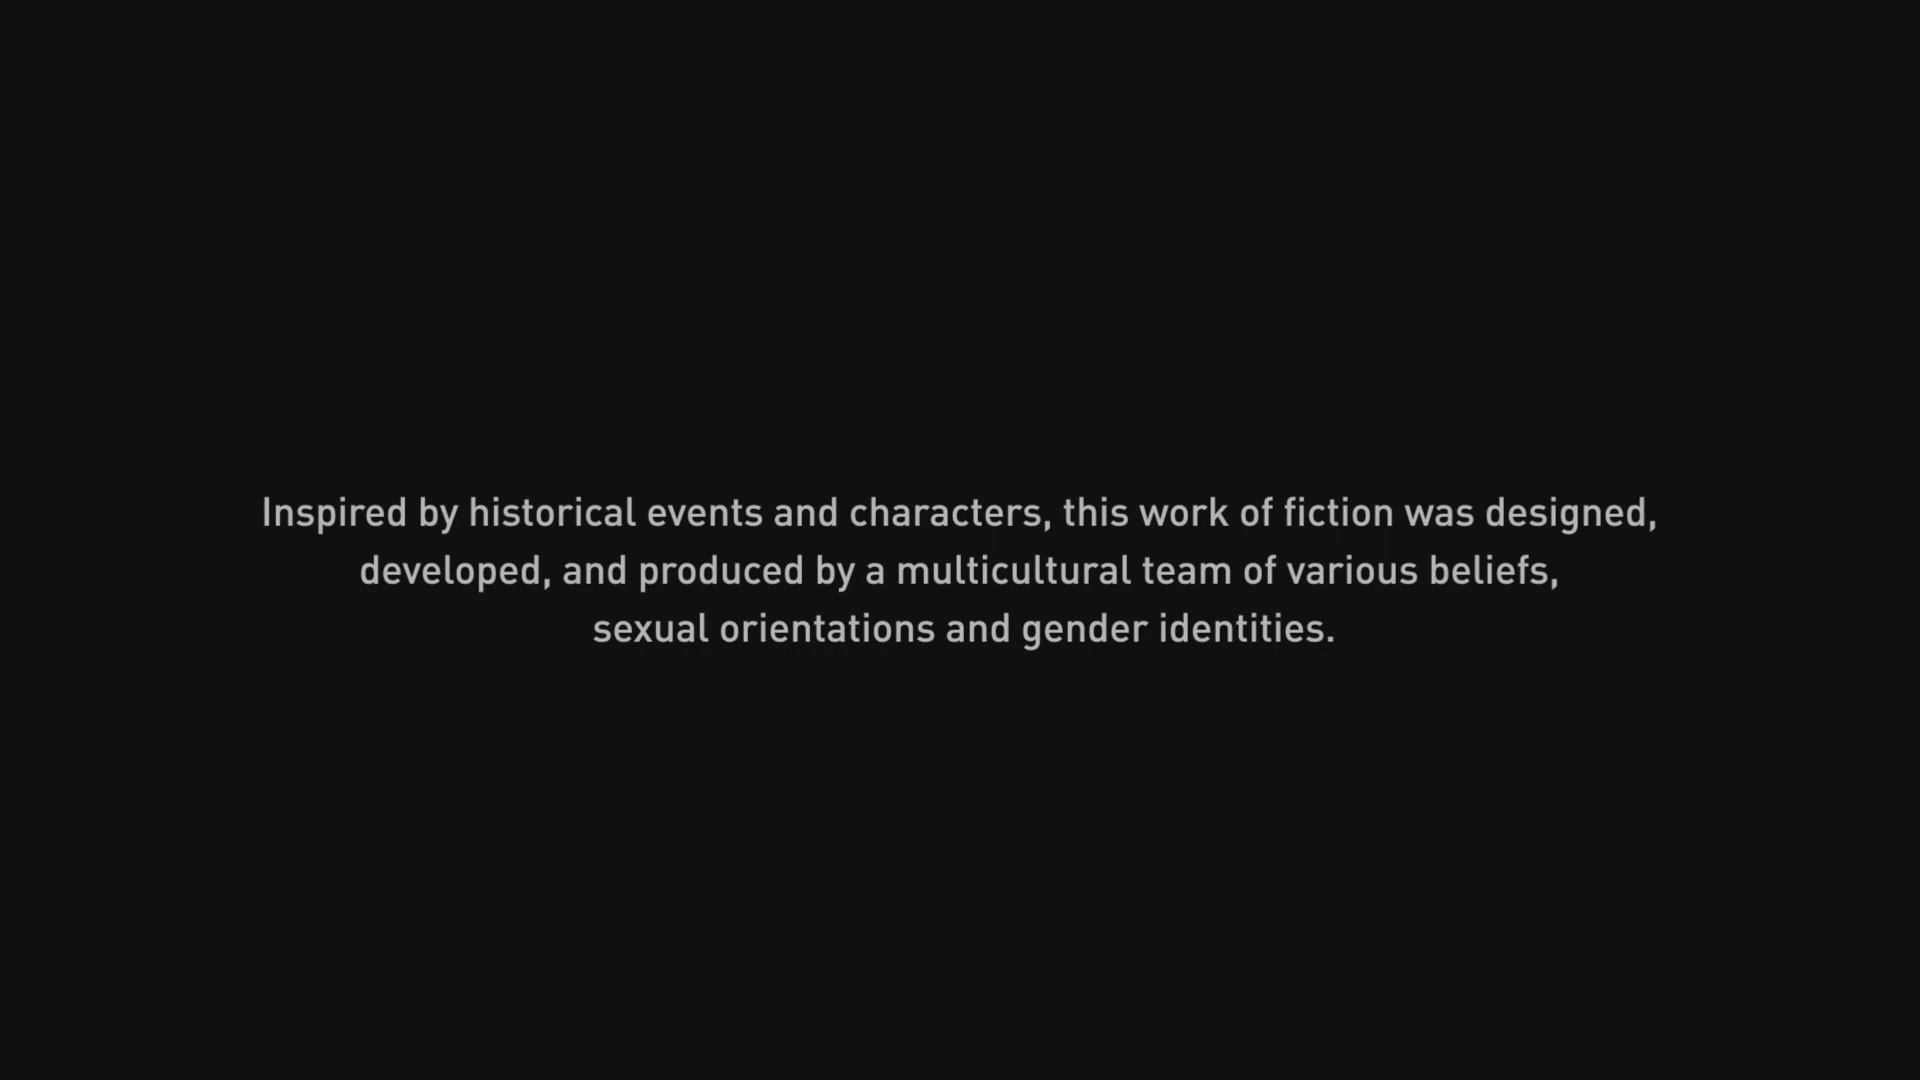 Inspired by historical events and characters, this work of fiction was designed,
developed, and produced by a multicultural team of various beliefs,
sexual orientations and gender identities.